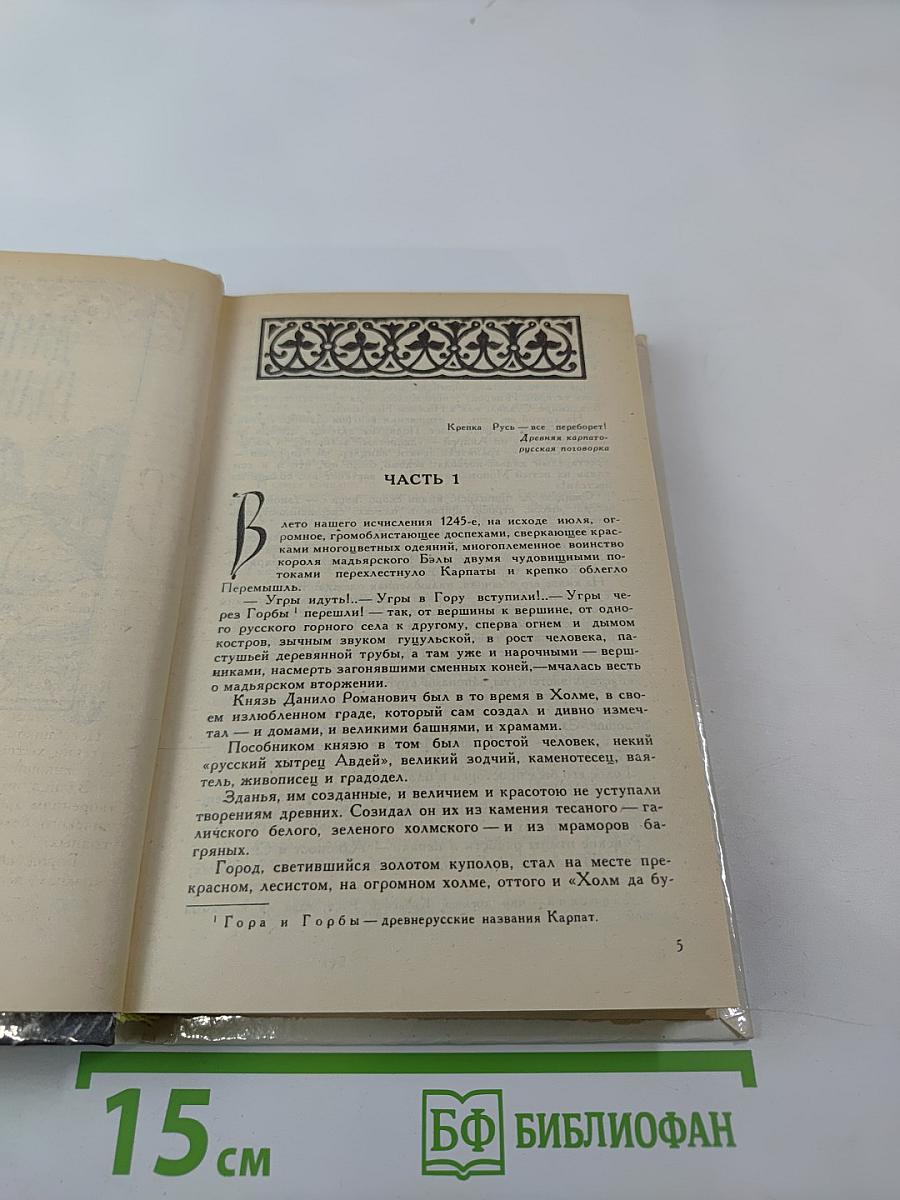 Крепка Русь — все переборет!
Древняя карпато-
русская поговорка
ЧАСТЬ 1
В лето нашего исчисления 1245-е, на исходе июля, ог-
ромное, громоблистающее доспехами, сверкающее крас-
ками многоцветных одеяний, многоплеменное воинство
короля мадьярского Бэлы двумя чудовищными по-
токами перехлестнуло Карпаты и крепко облегло
Перемышль.
— Угры идуть!..— Угры в Гору вступили!..— Угры че-
рез Горбы ¹ перешли! — так, от вершины к вершине, от одно-
го русского горного села к другому, сперва огнем и дымом
костров, зычным звуком гуцульской, в рост человека, па-
стушьей деревянной трубы, а там уже и нарочными — верш-
никами, насмерть загонявшими сменных коней,—мчалась весть
о мадьярском вторжении.
Князь Данило Романович был в то время в Холме, в сво-
ем излюбленном граде, который сам создал и дивно измеч-
тал — и домами, и великими башнями, и храмами.
Пособником князю в том был простой человек, некий
«русский хытрец Авдей», великий зодчий, каменотесец, вая-
тель, живописец и градодел.
Зданья, им созданные, и величием и красотою не уступали
творениям древних. Созидал он их из камения тесаного — га-
личского белого, зеленого холмского — и из мраморов ба-
гряных.
Город, светившийся золотом куполов, стал на месте пре-
красном, лесистом, на огромном холме, оттого и «Холм да бу-
¹ Гора и Горбы — древнерусские названия Карпат.
5
15 см
БФ БИБЛИОФАН